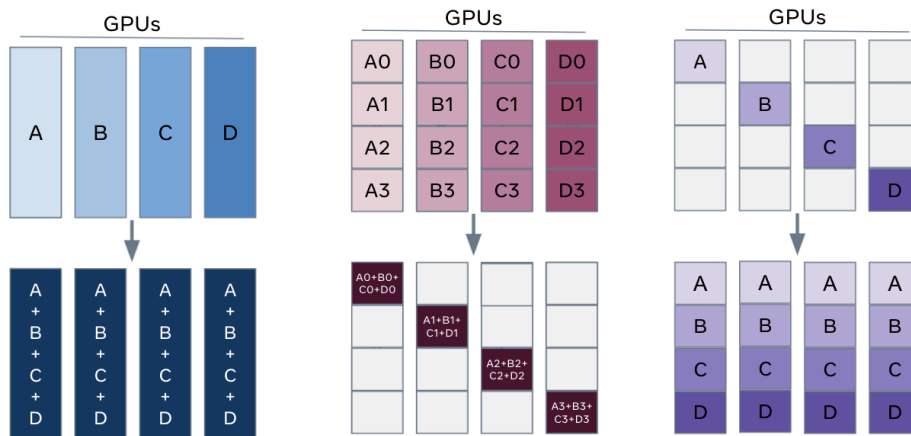 GPUs
A B C D
A A A A
+ + + +
B B B B
+ + + +
C C C C
+ + + +
D D D D
GPUs
A0 B0 C0 D0
A1 B1 C1 D1
A2 B2 C2 D2
A3 B3 C3 D3
A0+B0+
C0+D0
A1+B1+
C1+D1
A2+B2+
C2+D2
A3+B3+
C3+D3
GPUs
A
B
C
D
A A A A
B B B B
C C C C
D D D D